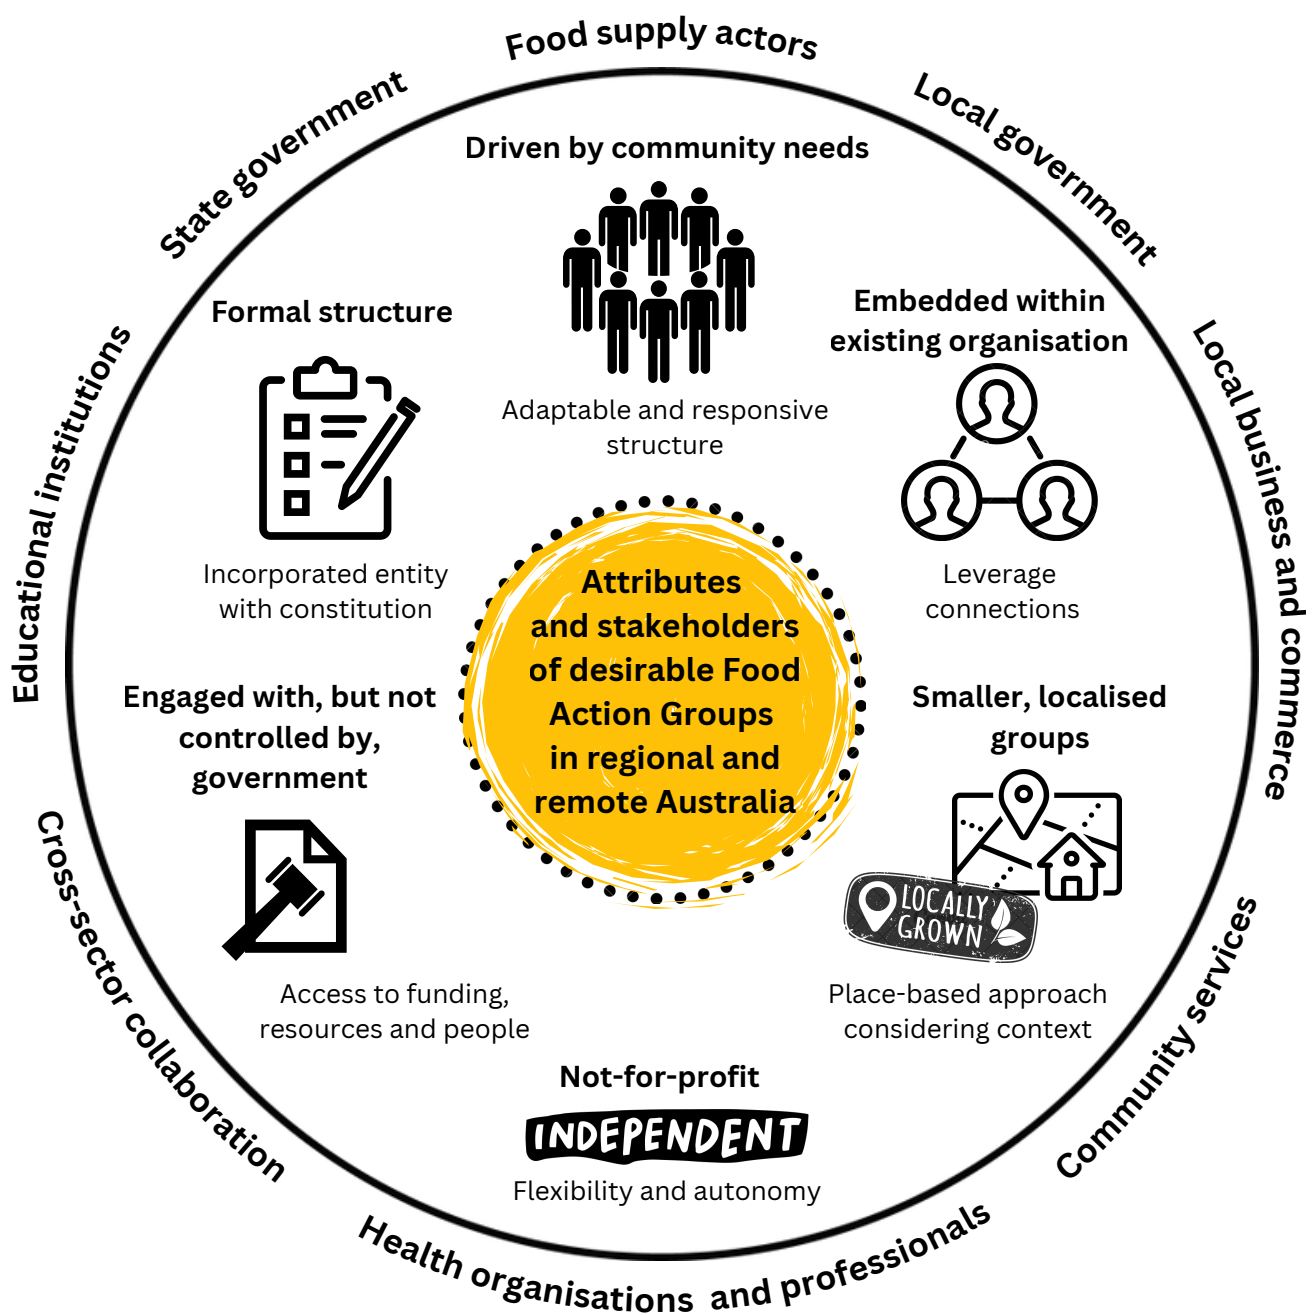 Food supply actors
State government
Local government
Educational institutions
Local business and commerce
Cross-sector collaboration
Community services
Health organisations and professionals
Driven by community needs
Adaptable and responsive
structure
Formal structure
Incorporated entity
with constitution
Embedded within
existing organisation
Leverage
connections
Attributes
and stakeholders
of desirable Food
Action Groups
in regional and
remote Australia
Engaged with, but not
controlled by,
government
Access to funding,
resources and people
Smaller, localised
groups
LOCALLY
GROWN
Place-based approach
considering context
Not-for-profit
INDEPENDENT
Flexibility and autonomy